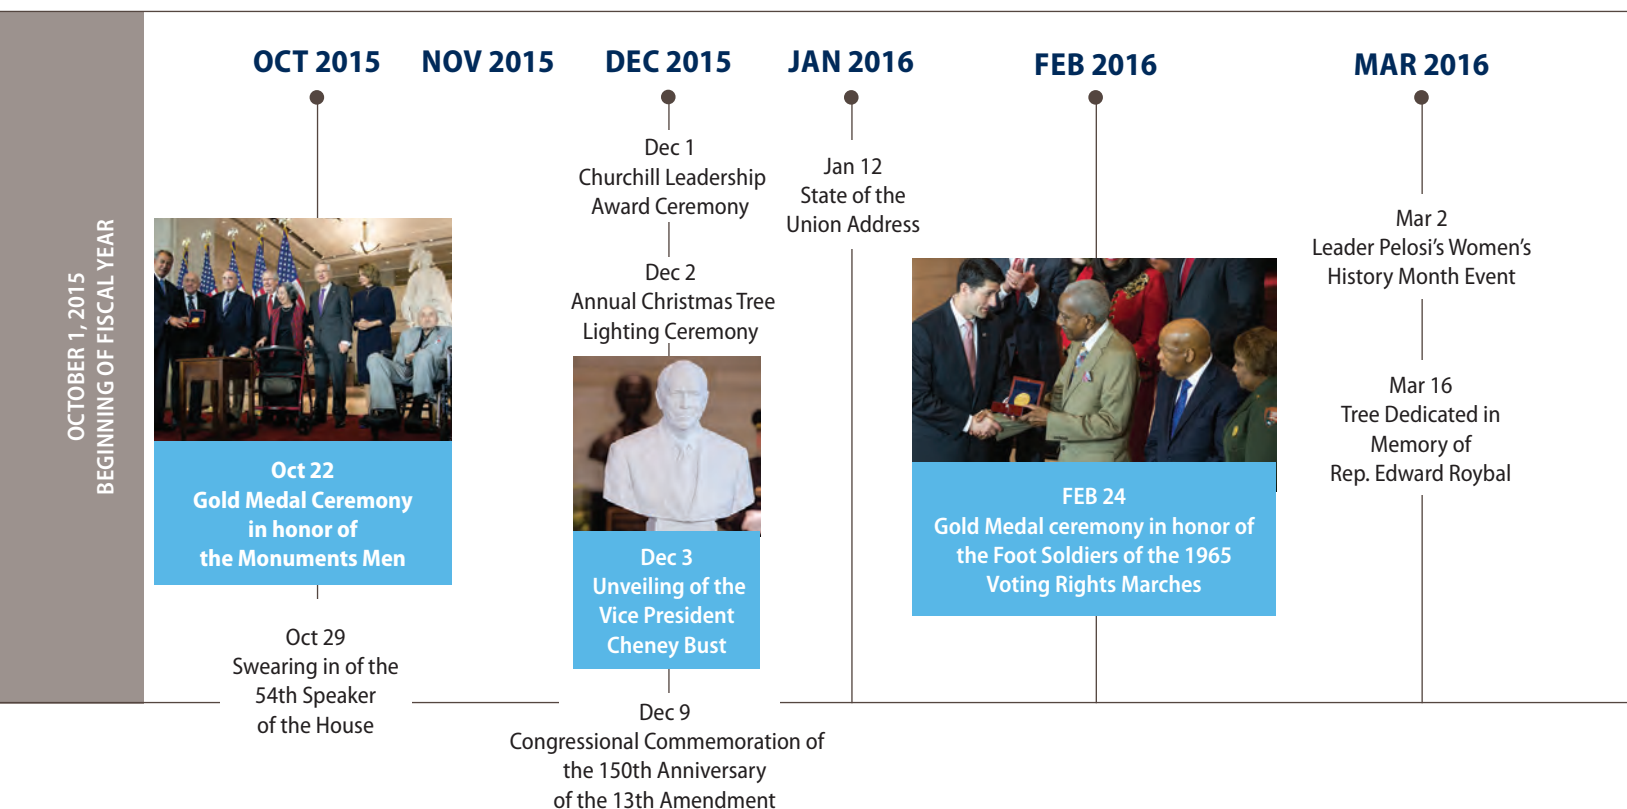 OCTOBER 1, 2015
BEGINNING OF FISCAL YEAR
OCT 2015
Oct 22
Gold Medal Ceremony
in honor of
the Monuments Men
Oct 29
Swearing in of the
54th Speaker
of the House
NOV 2015
DEC 2015
Dec 1
Churchill Leadership
Award Ceremony
Dec 2
Annual Christmas Tree
Lighting Ceremony
Dec 3
Unveiling of the
Vice President
Cheney Bust
Dec 9
Congressional Commemoration of
the 150th Anniversary
of the 13th Amendment
JAN 2016
Jan 12
State of the
Union Address
FEB 2016
FEB 24
Gold Medal ceremony in honor of
the Foot Soldiers of the 1965
Voting Rights Marches
MAR 2016
Mar 2
Leader Pelosi’s Women’s
History Month Event
Mar 16
Tree Dedicated in
Memory of
Rep. Edward Roybal